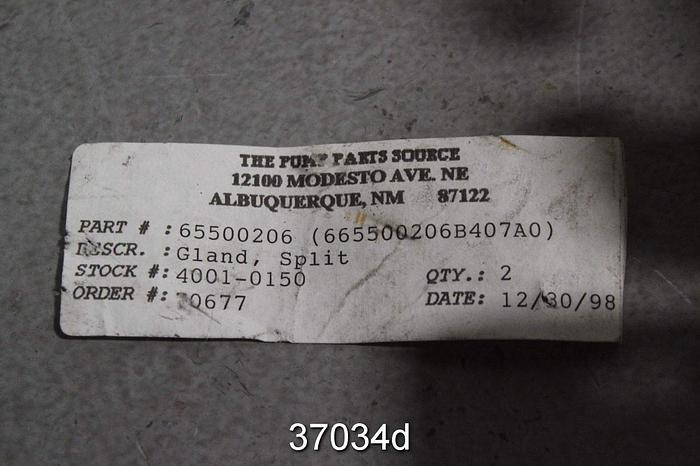 THE PUMP PARTS SOURCE
12100 MODESTO AVE. NE
ALBUQUERQUE, NM 87122
PART # : 65500206 (665500206B407A0)
DESCR. : Gland, Split
STOCK #: 4001-0150 QTY.: 2
ORDER #: 70677 DATE: 12/30/98
37034d